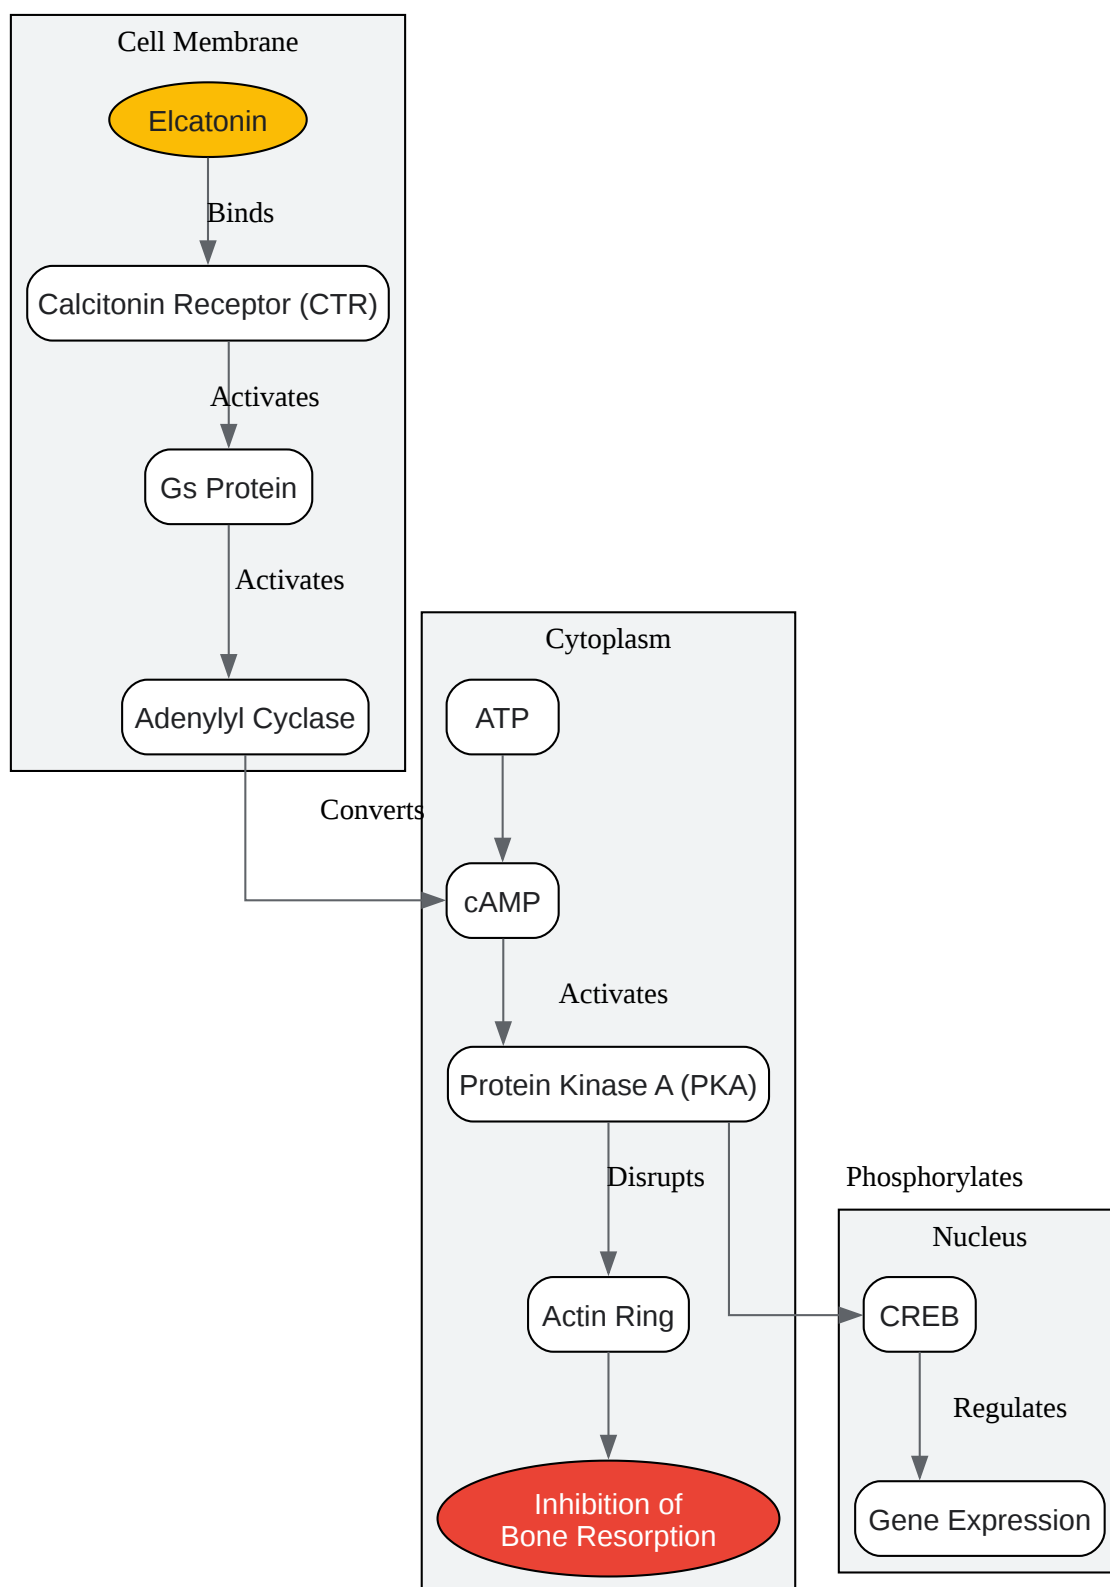 Cell Membrane
Elcatonin
Binds
Calcitonin Receptor (CTR)
Activates
Gs Protein
Activates
Adenylyl Cyclase
Cytoplasm
ATP
Converts
cAMP
Activates
Protein Kinase A (PKA)
Disrupts
Phosphorylates
Nucleus
Actin Ring
CREB
Regulates
Inhibition of
Bone Resorption
Gene Expression